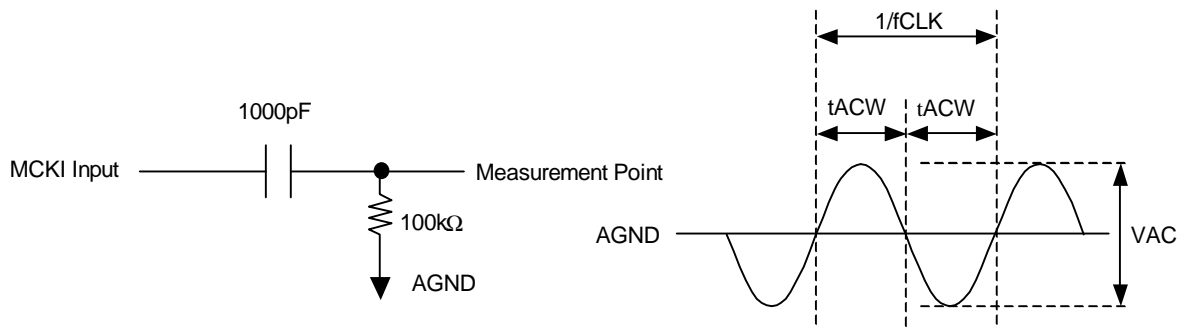 1000pF
MCKI Input
Measurement Point
100kΩ
AGND
1/fCLK
tACW
tACW
AGND
VAC